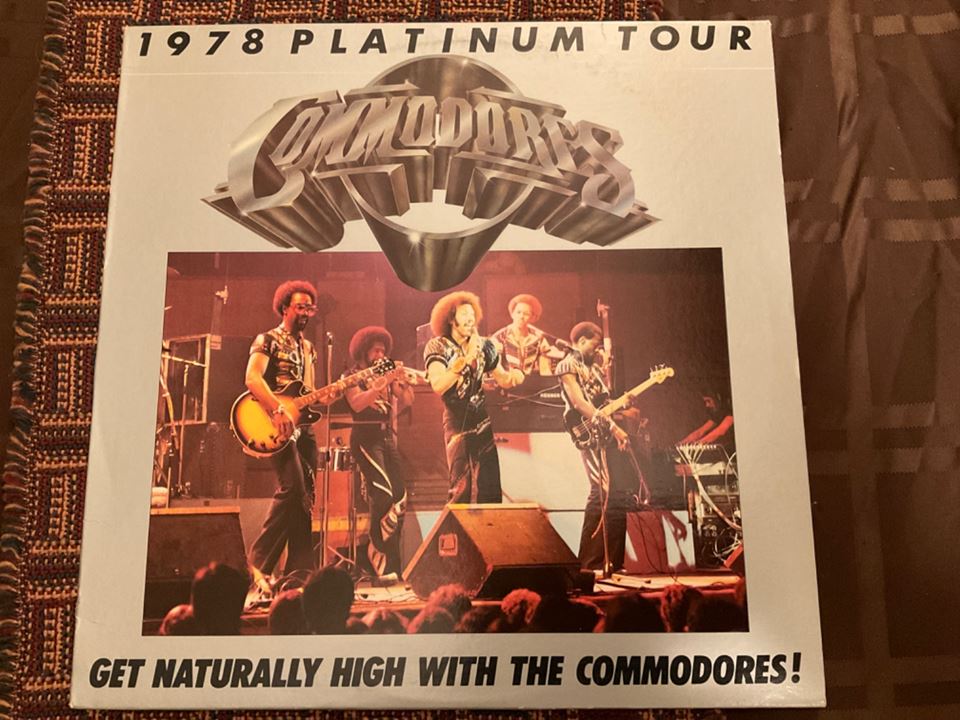 1978 PLATINUM TOUR
COMMODORES
GET NATURALLY HIGH WITH THE COMMODORES!